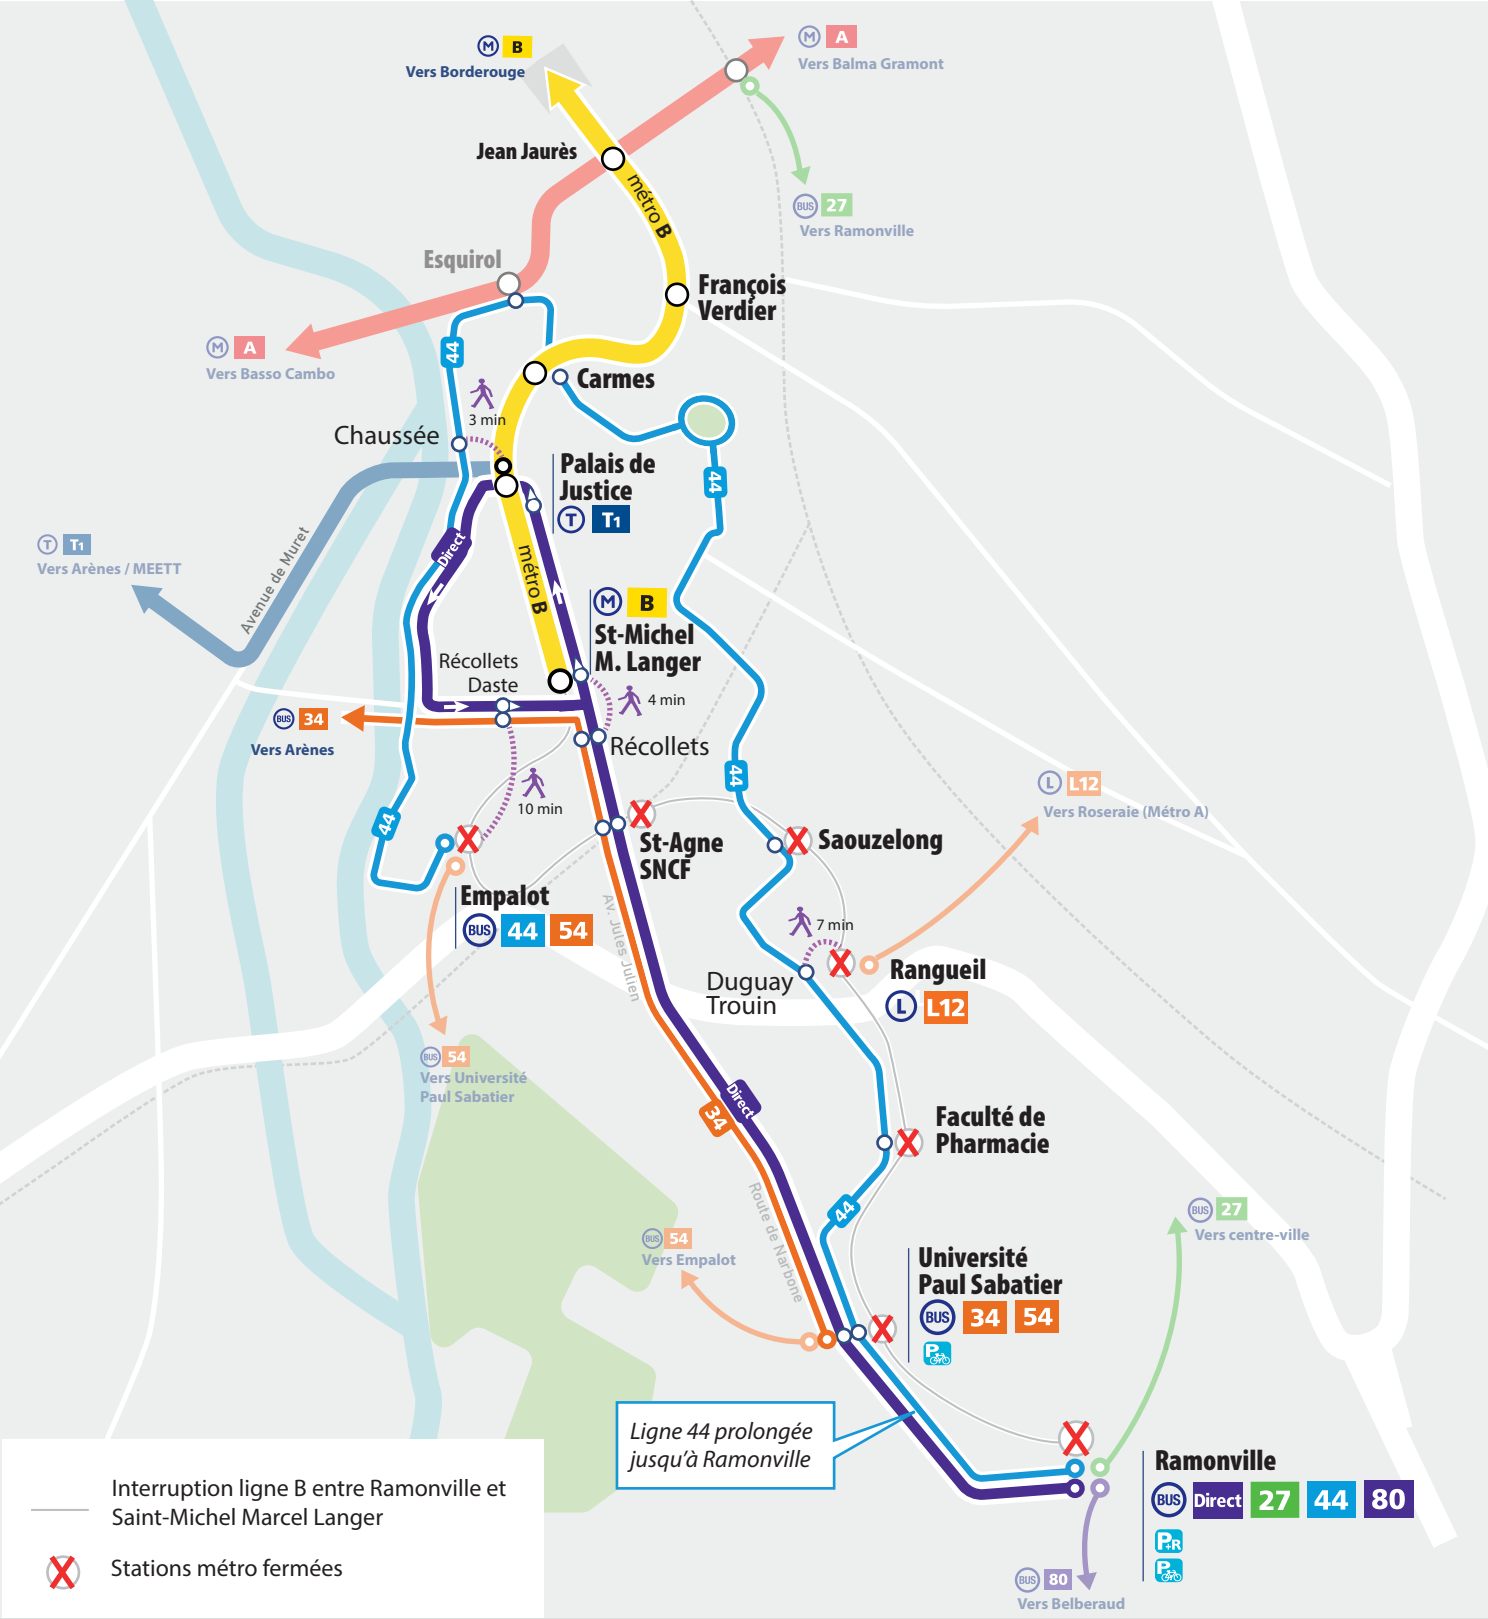 M B
Vers Borderouge
M A
Vers Balma Gramont
Jean Jaurès
métro B
BUS 27
Vers Ramonville
Esquirol
François
Verdier
M A
Vers Basso Cambo
44
Carmes
3 min
Chaussée
Palais de
Justice
T T1
44
T T1
Vers Arènes / MEETT
Avenue de Muret
Direct
métro B
M B
St-Michel
M. Langer
Récollets
Daste
4 min
BUS 34
Vers Arènes
Récollets
44
10 min
44
L L12
Vers Roseraie (Métro A)
St-Agne
SNCF
Saouzelong
Empalot
BUS 44 54
Av. Jules Julien
7 min
Duguay
Trouin
Rangueil
L L12
BUS 54
Vers Université
Paul Sabatier
Direct
34
Faculté de
Pharmacie
Route de Narbonne
44
BUS 27
Vers centre-ville
BUS 54
Vers Empalot
Université
Paul Sabatier
BUS 34 54
P
Ligne 44 prolongée
jusqu'à Ramonville
Ramonville
BUS Direct 27 44 80
P+R
P
BUS 80
Vers Belberaud
Interruption ligne B entre Ramonville et
Saint-Michel Marcel Langer
Stations métro fermées